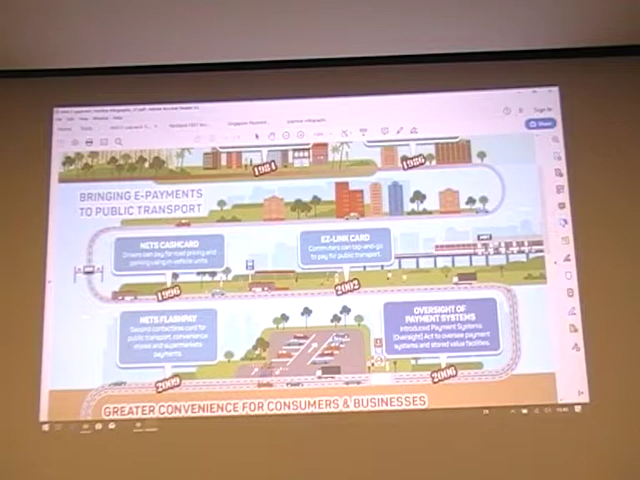 Sign In
Share
1984
1986
BRINGING E-PAYMENTS
TO PUBLIC TRANSPORT
NETS CASHCARD
Drivers can pay for road pricing and
parking using in-vehicle units.
1996
EZ-LINK CARD
Commuters can tap-and-go
to pay for public transport.
2002
NETS FLASHPAY
Second contactless card for
public transport, convenience
stores and supermarkets
payments.
2009
OVERSIGHT OF
PAYMENT SYSTEMS
Introduced Payment Systems
(Oversight) Act to oversee payment
systems and stored value facilities.
2006
GREATER CONVENIENCE FOR CONSUMERS & BUSINESSES